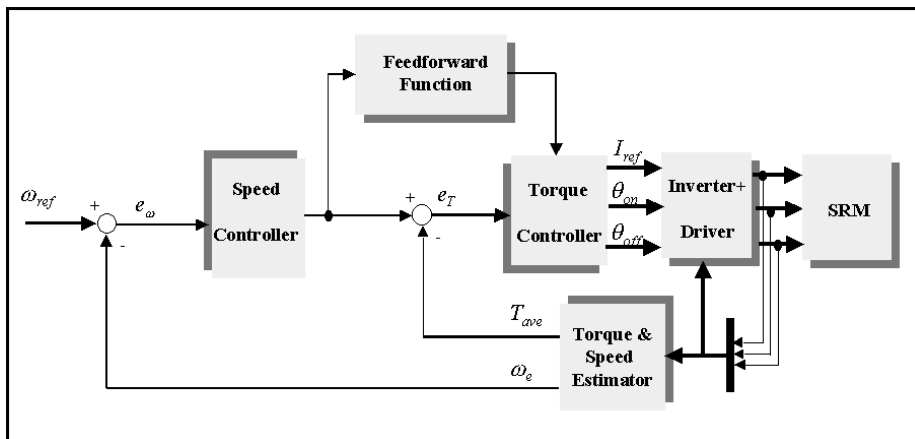 Feedforward
Function
ω_ref
+
-
e_ω
Speed
Controller
+
-
e_T
Torque
Controller
I_ref
θ_on
θ_off
Inverter+
Driver
SRM
T_ave
ω_e
Torque &
Speed
Estimator